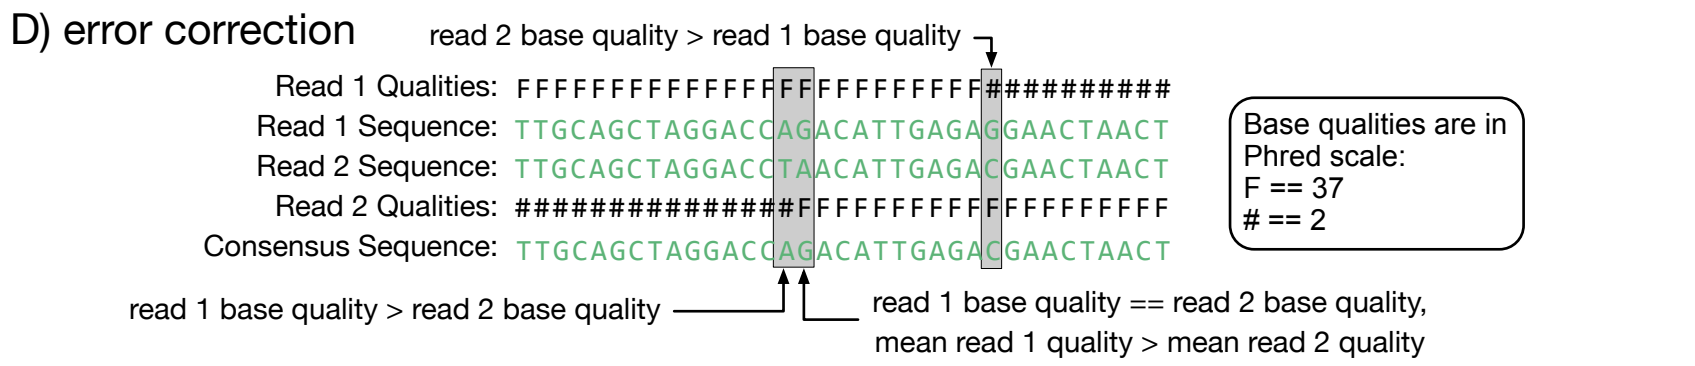 D) error correction
read 2 base quality > read 1 base quality
Read 1 Qualities: FFFFFFFFFFFFFFFFFFFFFFFFF##########
Read 1 Sequence: TTGCAGCTAGGACCAGACATTGAGAGGAACTAACT
Read 2 Sequence: TTGCAGCTAGGACCTAACATTGAGACGAACTAACT
Read 2 Qualities: ###############FFFFFFFFFFFFFFFFFFFF
Consensus Sequence: TTGCAGCTAGGACCAGACATTGAGACGAACTAACT
Base qualities are in
Phred scale:
F == 37
# == 2
read 1 base quality > read 2 base quality
read 1 base quality == read 2 base quality,
mean read 1 quality > mean read 2 quality